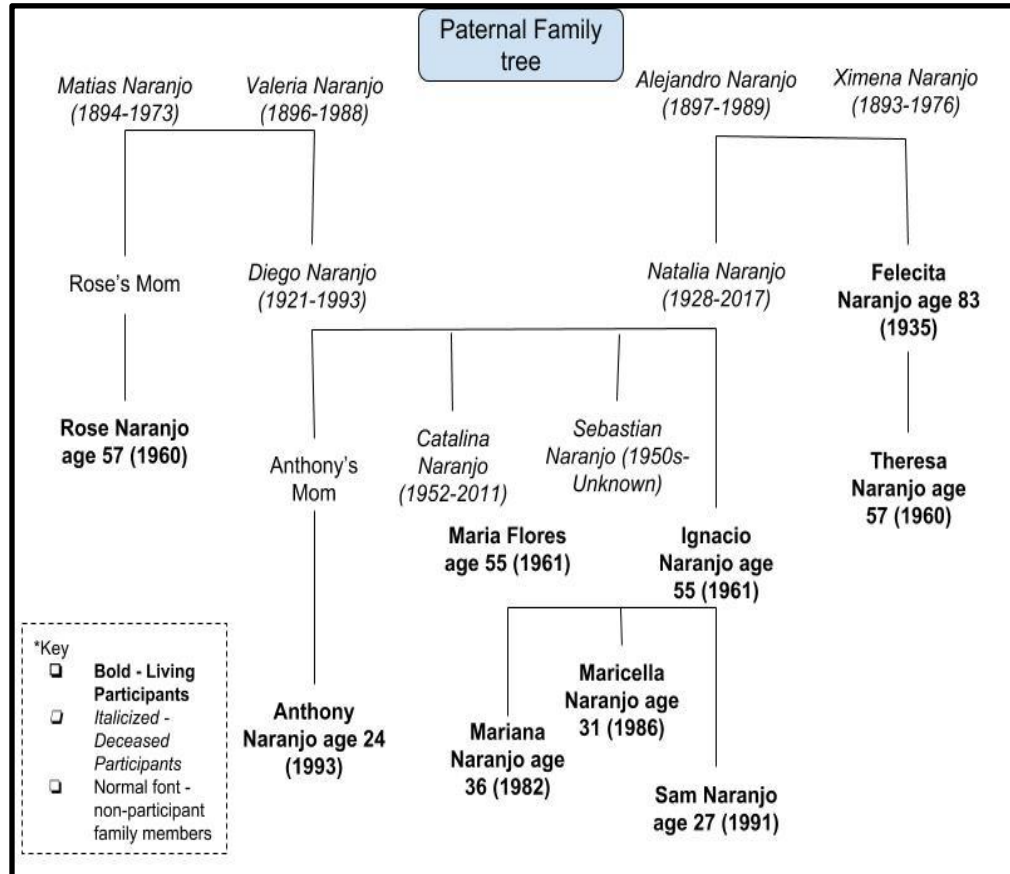 Paternal Family
tree
Matias Naranjo
(1894-1973)
Valeria Naranjo
(1896-1988)
Alejandro Naranjo
(1897-1989)
Ximena Naranjo
(1893-1976)
Rose's Mom
Diego Naranjo
(1921-1993)
Natalia Naranjo
(1928-2017)
Felecita
Naranjo age 83
(1935)
Rose Naranjo
age 57 (1960)
Anthony's
Mom
Catalina
Naranjo
(1952-2011)
Sebastian
Naranjo (1950s-
Unknown)
Theresa
Naranjo age
57 (1960)
Maria Flores
age 55 (1961)
Ignacio
Naranjo age
55 (1961)
*Key
Bold - Living
Participants
Italicized -
Deceased
Participants
Normal font -
non-participant
family members
Anthony
Naranjo age 24
(1993)
Mariana
Naranjo age
36 (1982)
Maricella
Naranjo age
31 (1986)
Sam Naranjo
age 27 (1991)